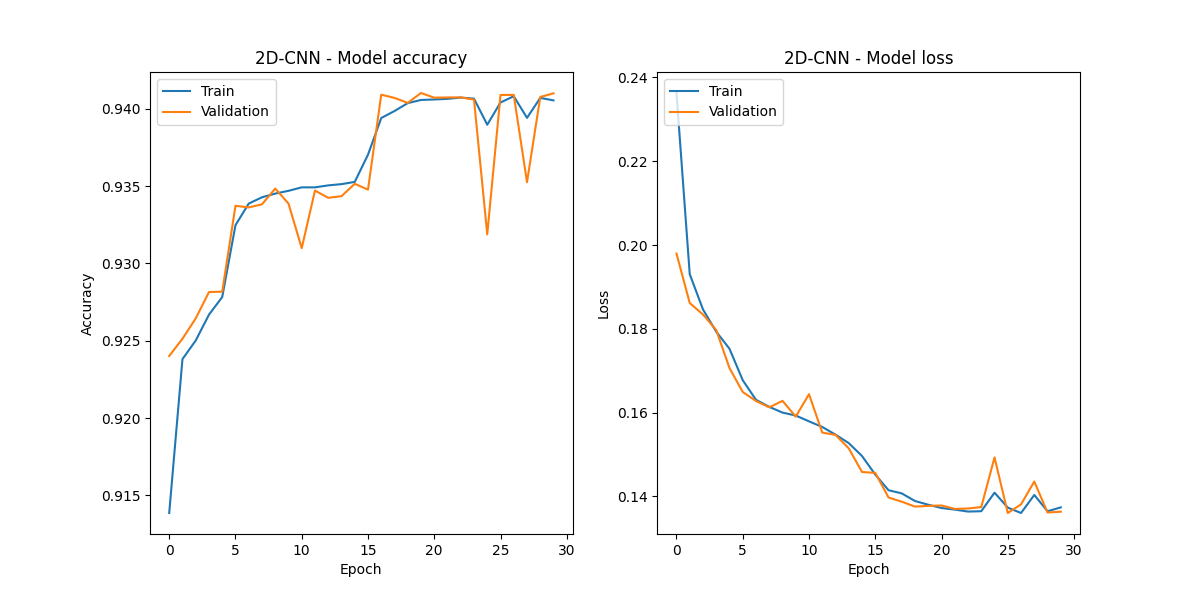 2D-CNN - Model accuracy
Train
Validation
0.940
0.935
0.930
0.925
0.920
0.915
Accuracy
0
5
10
15
20
25
30
Epoch
2D-CNN - Model loss
Train
Validation
0.24
0.22
0.20
0.18
0.16
0.14
Loss
0
5
10
15
20
25
30
Epoch